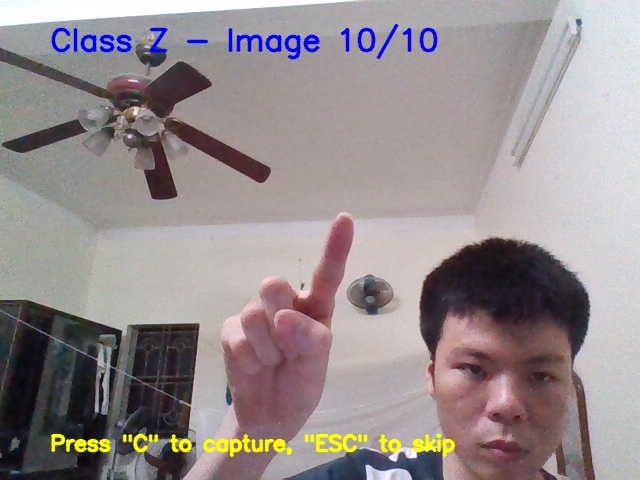 Class Z - Image 10/10
Press "C" to capture, "ESC" to skip